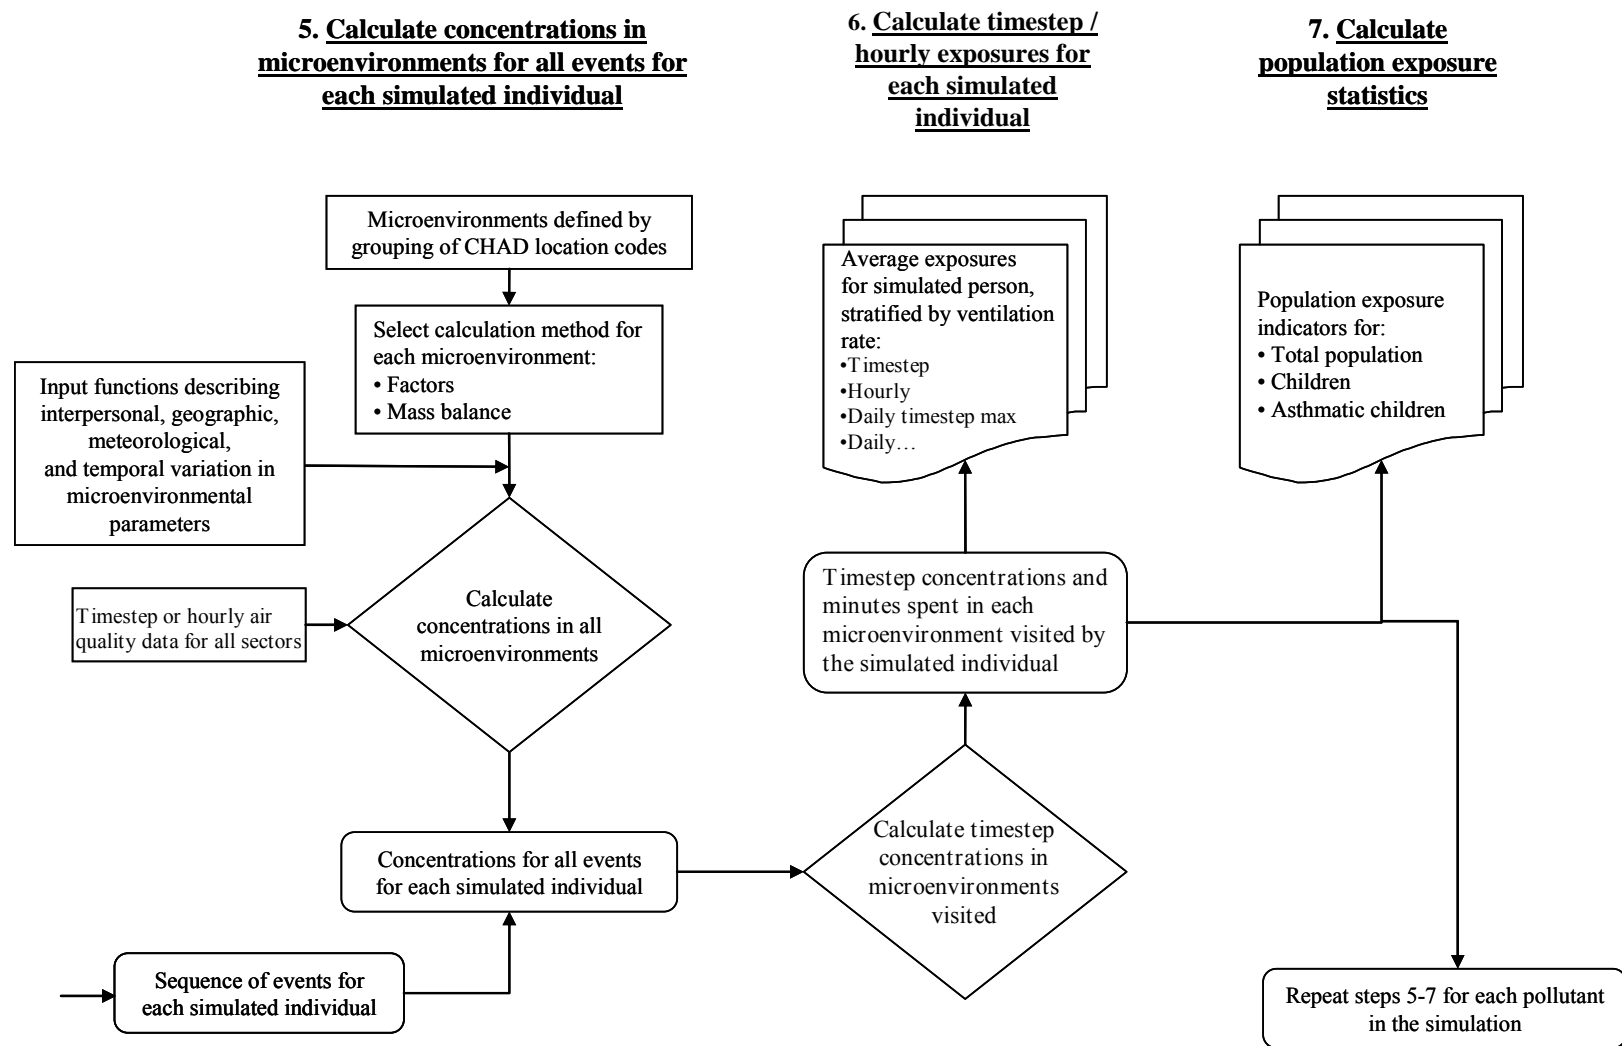 5. Calculate concentrations in
microenvironments for all events for
each simulated individual
6. Calculate timestep /
hourly exposures for
each simulated
individual
7. Calculate
population exposure
statistics
Microenvironments defined by
grouping of CHAD location codes
Select calculation method for
each microenvironment:
• Factors
• Mass balance
Input functions describing
interpersonal, geographic,
meteorological,
and temporal variation in
microenvironmental
parameters
Timestep or hourly air
quality data for all sectors
Calculate
concentrations in all
microenvironments
Concentrations for all events
for each simulated individual
Sequence of events for
each simulated individual
Average exposures
for simulated person,
stratified by ventilation
rate:
•Timestep
•Hourly
•Daily timestep max
•Daily…
Timestep concentrations and
minutes spent in each
microenvironment visited by
the simulated individual
Calculate timestep
concentrations in
microenvironments
visited
Population exposure
indicators for:
• Total population
• Children
• Asthmatic children
Repeat steps 5-7 for each pollutant
in the simulation